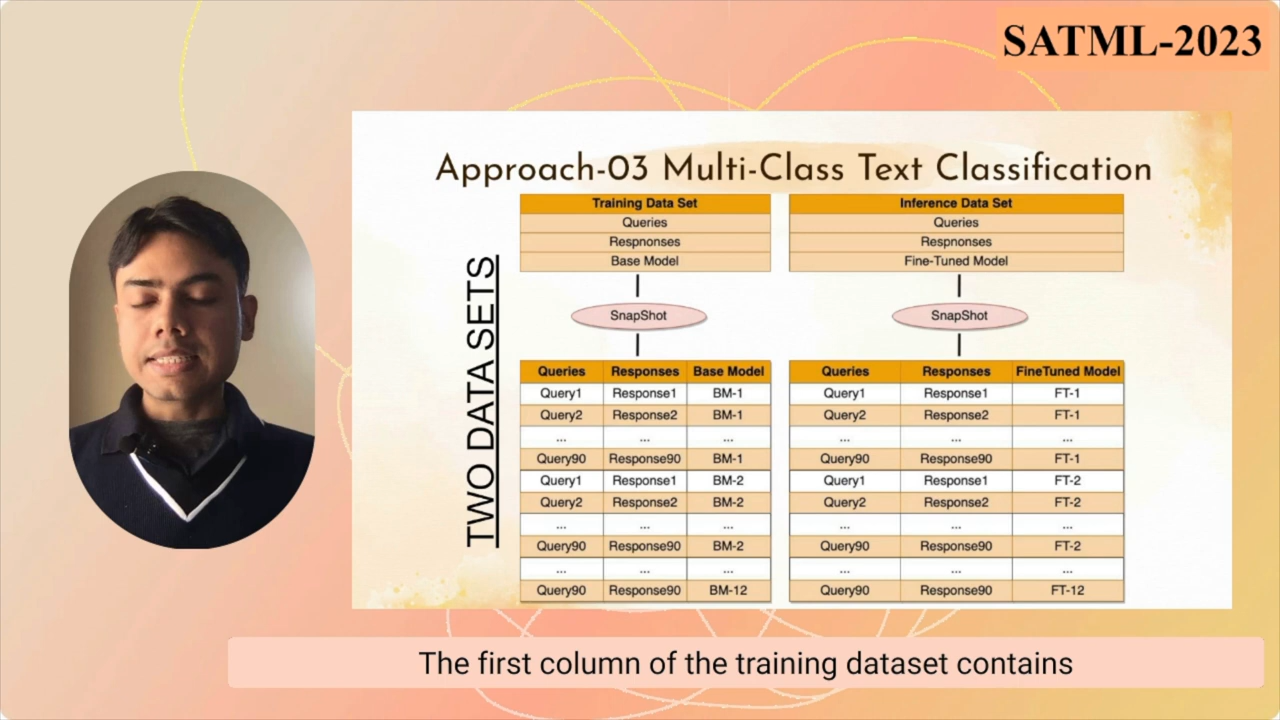 SATML-2023
Approach-03 Multi-Class Text Classification
TWO DATA SETS
Training Data Set
Queries
Respnonses
Base Model
SnapShot
Queries Responses Base Model
Query1 Response1 BM-1
Query2 Response2 BM-1
... ... ...
Query90 Response90 BM-1
Query1 Response1 BM-2
Query2 Response2 BM-2
... ... ...
Query90 Response90 BM-2
... ... ...
Query90 Response90 BM-12
Inference Data Set
Queries
Respnonses
Fine-Tuned Model
SnapShot
Queries Responses FineTuned Model
Query1 Response1 FT-1
Query2 Response2 FT-1
... ... ...
Query90 Response90 FT-1
Query1 Response1 FT-2
Query2 Response2 FT-2
... ... ...
Query90 Response90 FT-2
... ... ...
Query90 Response90 FT-12
The first column of the training dataset contains